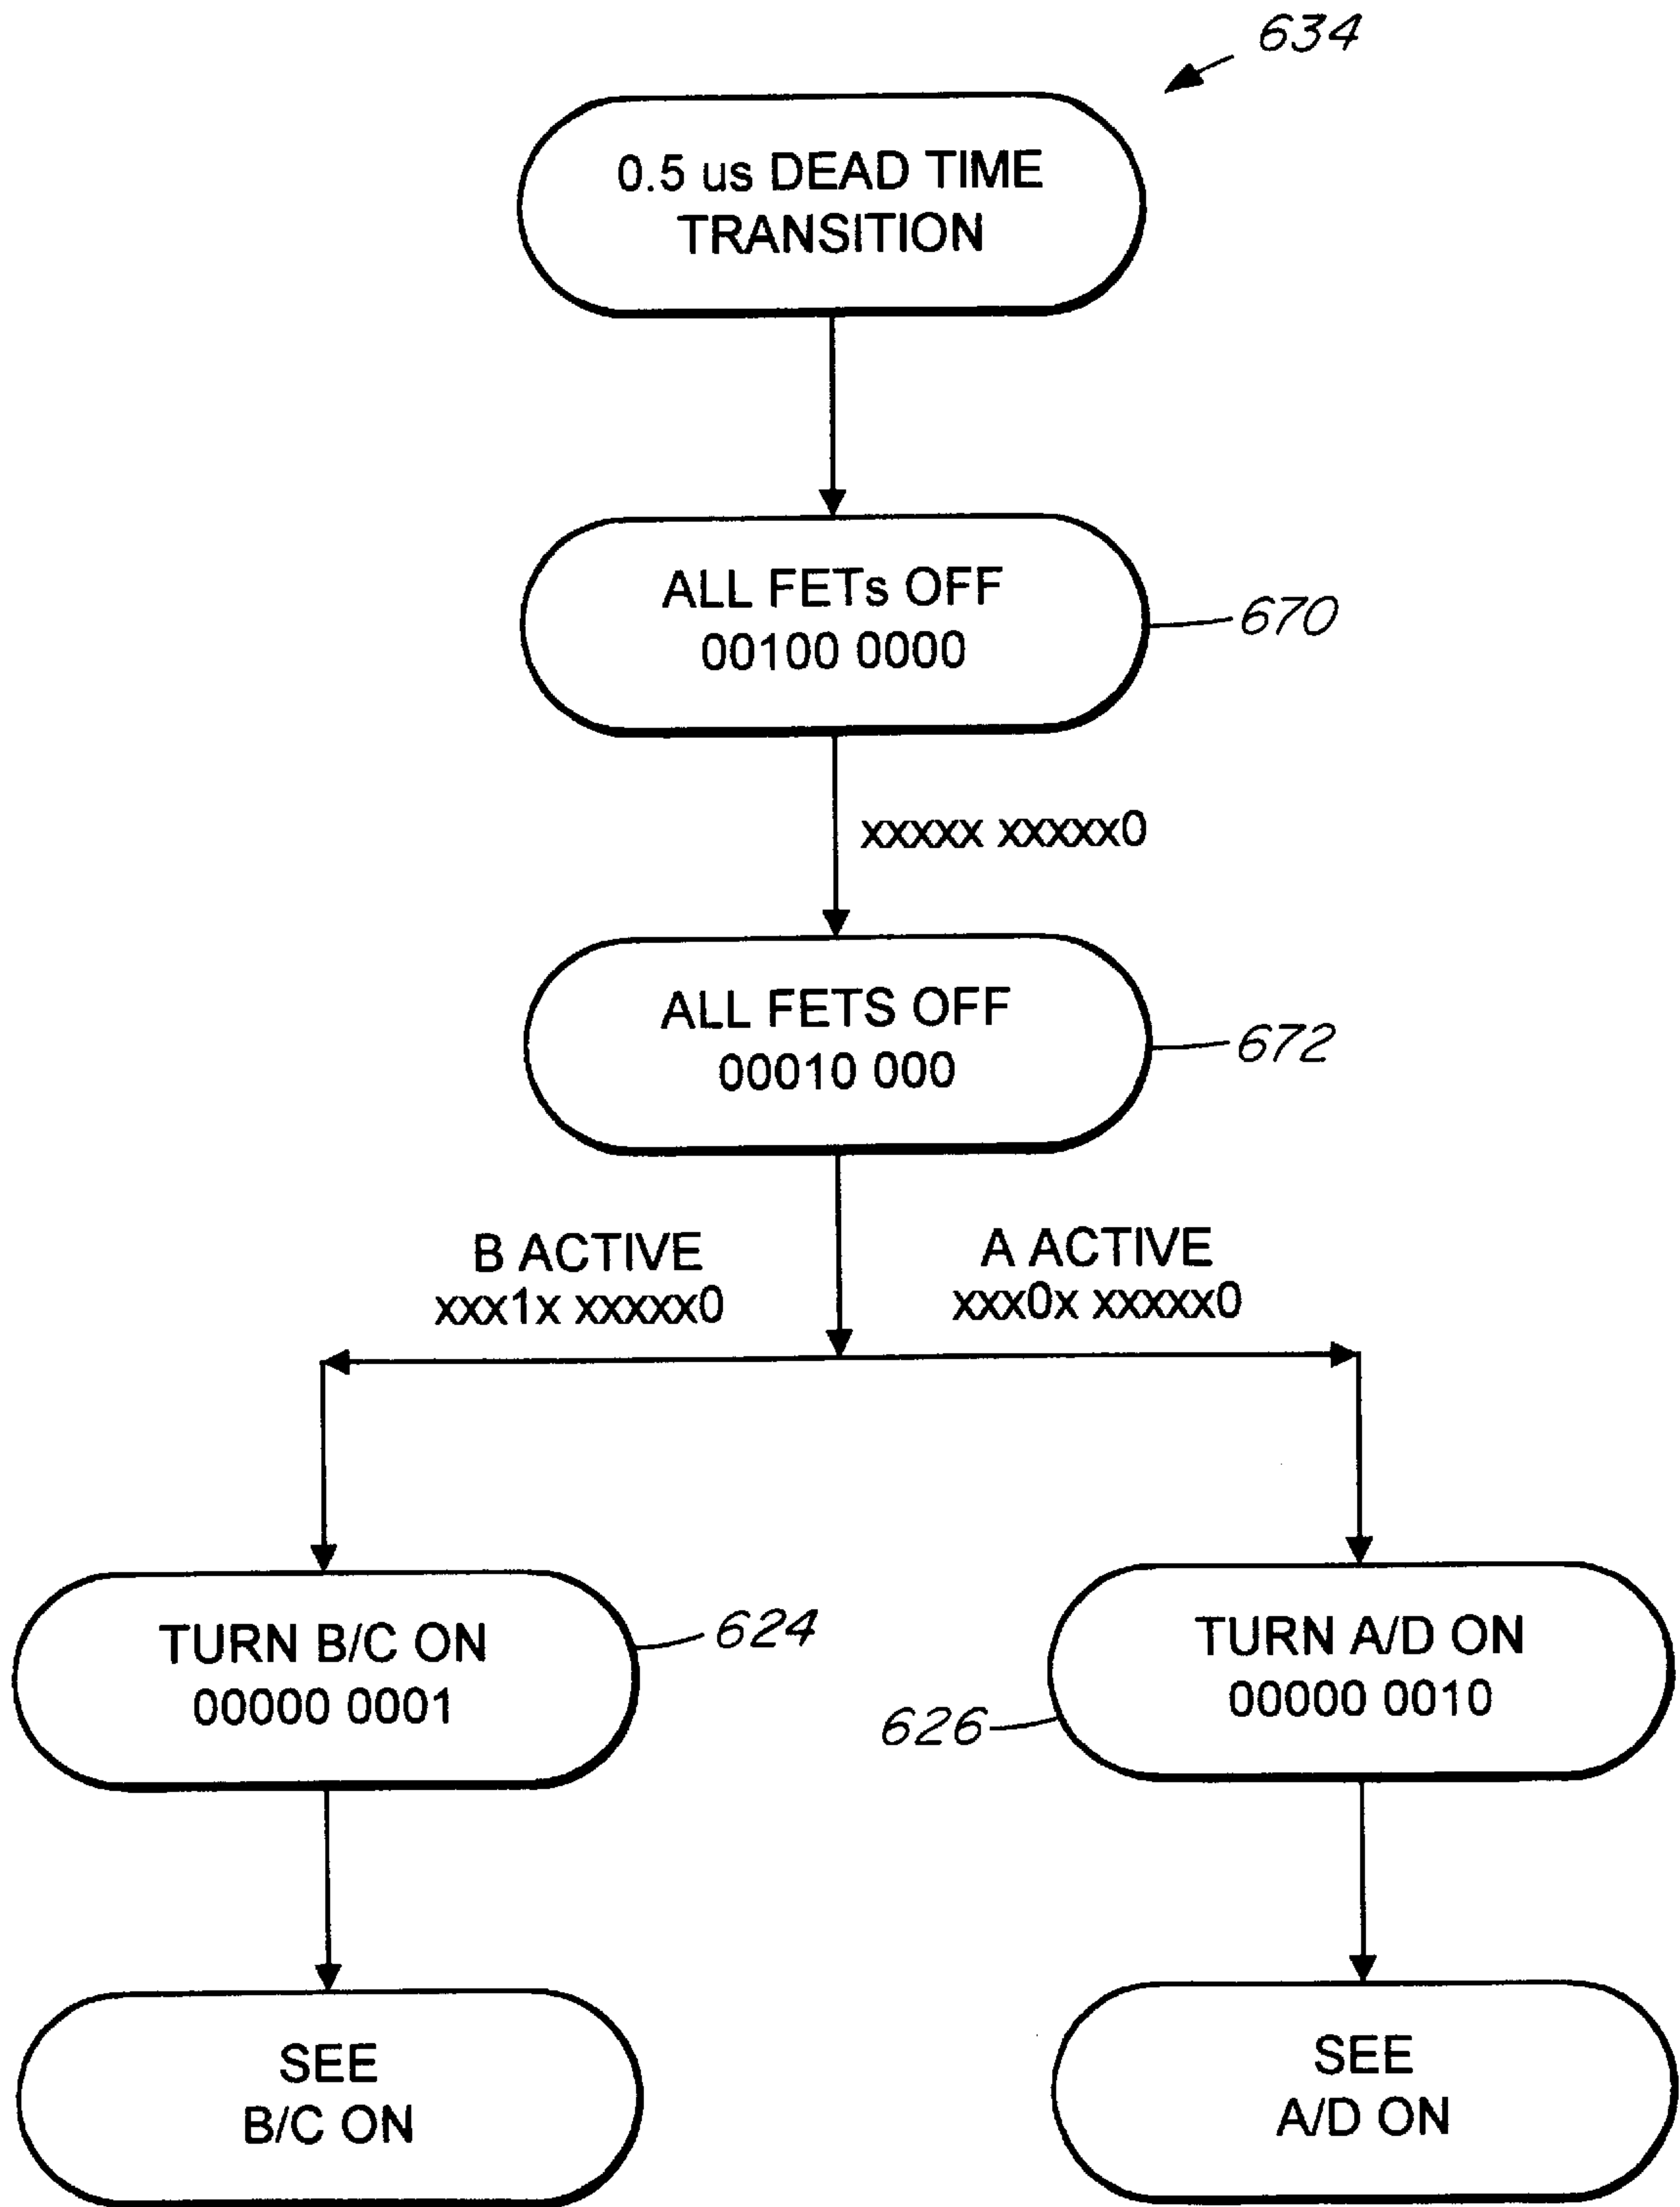 634
0.5 us DEAD TIME
TRANSITION
ALL FETs OFF
00100 0000
670
xxxxx xxxxx0
ALL FETS OFF
00010 000
672
B ACTIVE
xxx1x xxxxx0
A ACTIVE
xxx0x xxxxx0
TURN B/C ON
00000 0001
624
TURN A/D ON
00000 0010
626
SEE
B/C ON
SEE
A/D ON